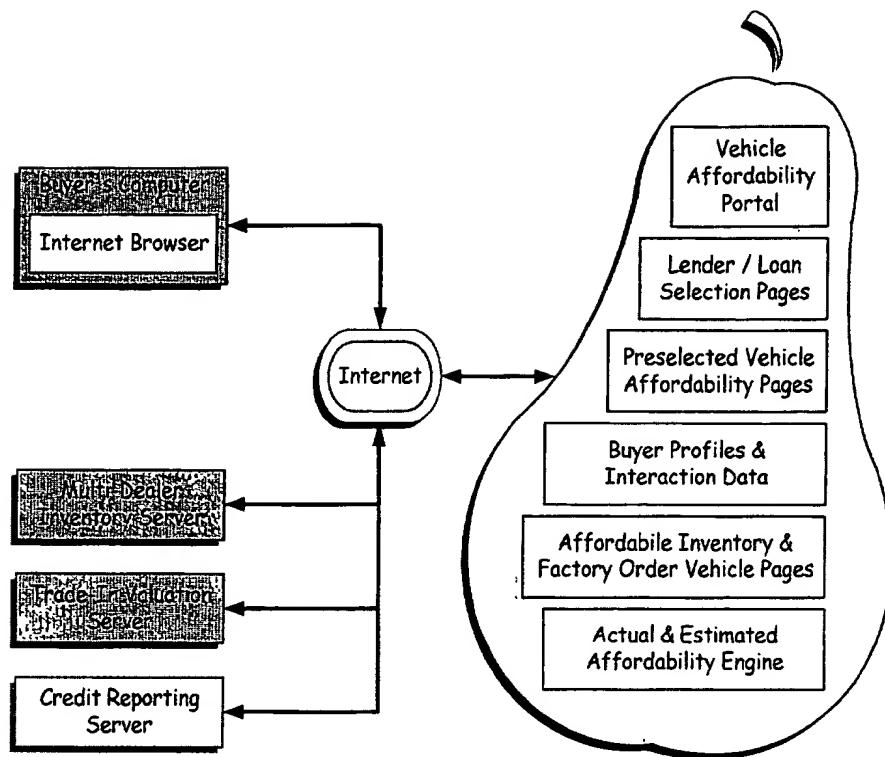 Buyer's Computer
Internet Browser
Internet
Multi-Dealer
Inventory Server
Trade-In Valuation
Server
Credit Reporting
Server
Vehicle
Affordability
Portal
Lender / Loan
Selection Pages
Preselected Vehicle
Affordability Pages
Buyer Profiles &
Interaction Data
Affordabile Inventory &
Factory Order Vehicle Pages
Actual & Estimated
Affordability Engine